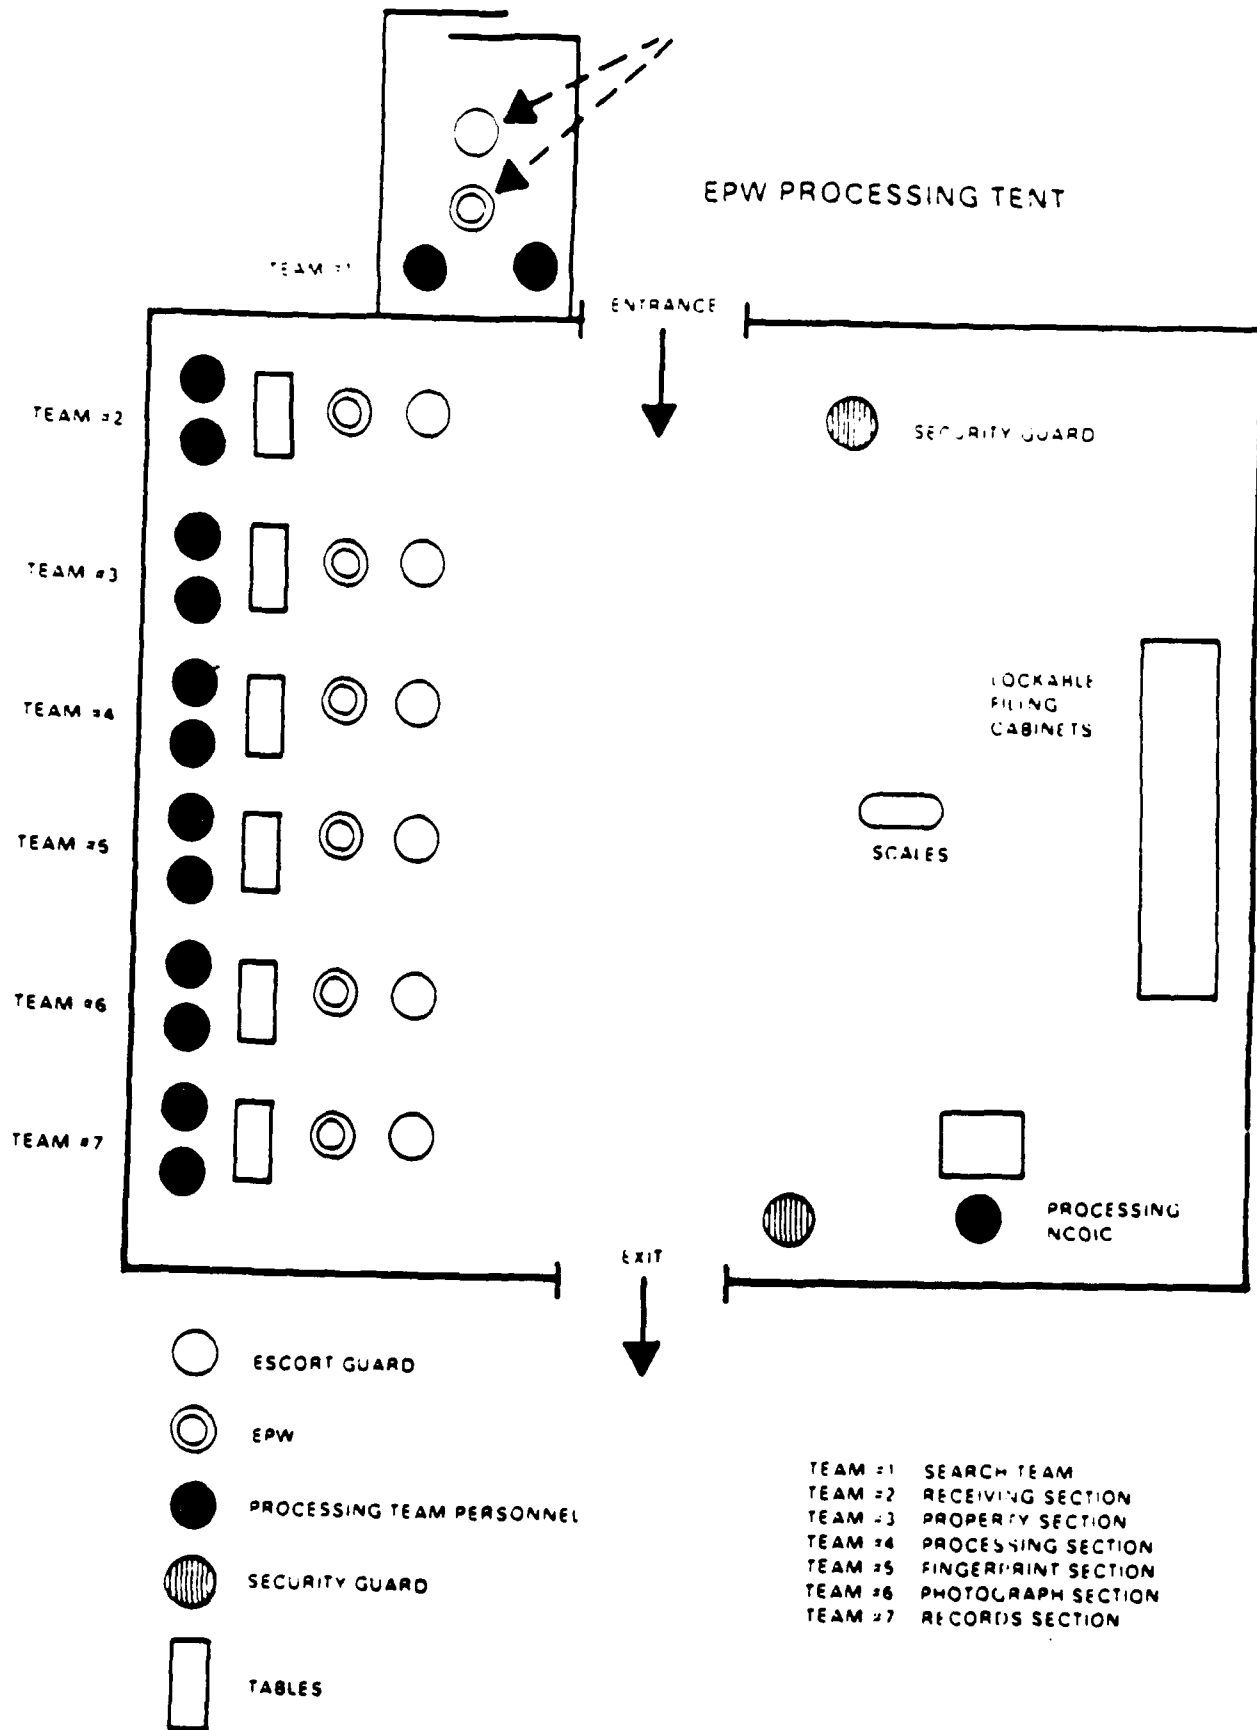 EPW PROCESSING TENT
TEAM #1
ENTRANCE
TEAM #2
SECURITY GUARD
TEAM #3
LOCKABLE
FILING
CABINETS
TEAM #4
TEAM #5
SCALES
TEAM #6
TEAM #7
PROCESSING
NCOIC
EXIT
ESCORT GUARD
EPW
PROCESSING TEAM PERSONNEL
SECURITY GUARD
TABLES
TEAM #1 SEARCH TEAM
TEAM #2 RECEIVING SECTION
TEAM #3 PROPERTY SECTION
TEAM #4 PROCESSING SECTION
TEAM #5 FINGERPRINT SECTION
TEAM #6 PHOTOGRAPH SECTION
TEAM #7 RECORDS SECTION